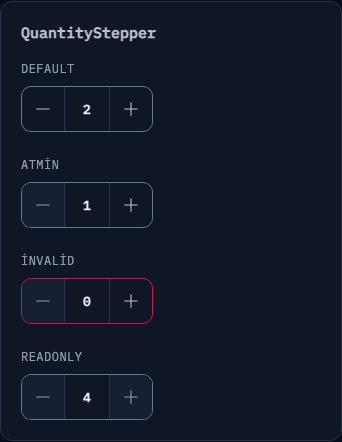 QuantityStepper
DEFAULT
— 2 +
ATMİN
— 1 +
İNVALİD
— 0 +
READONLY
— 4 +